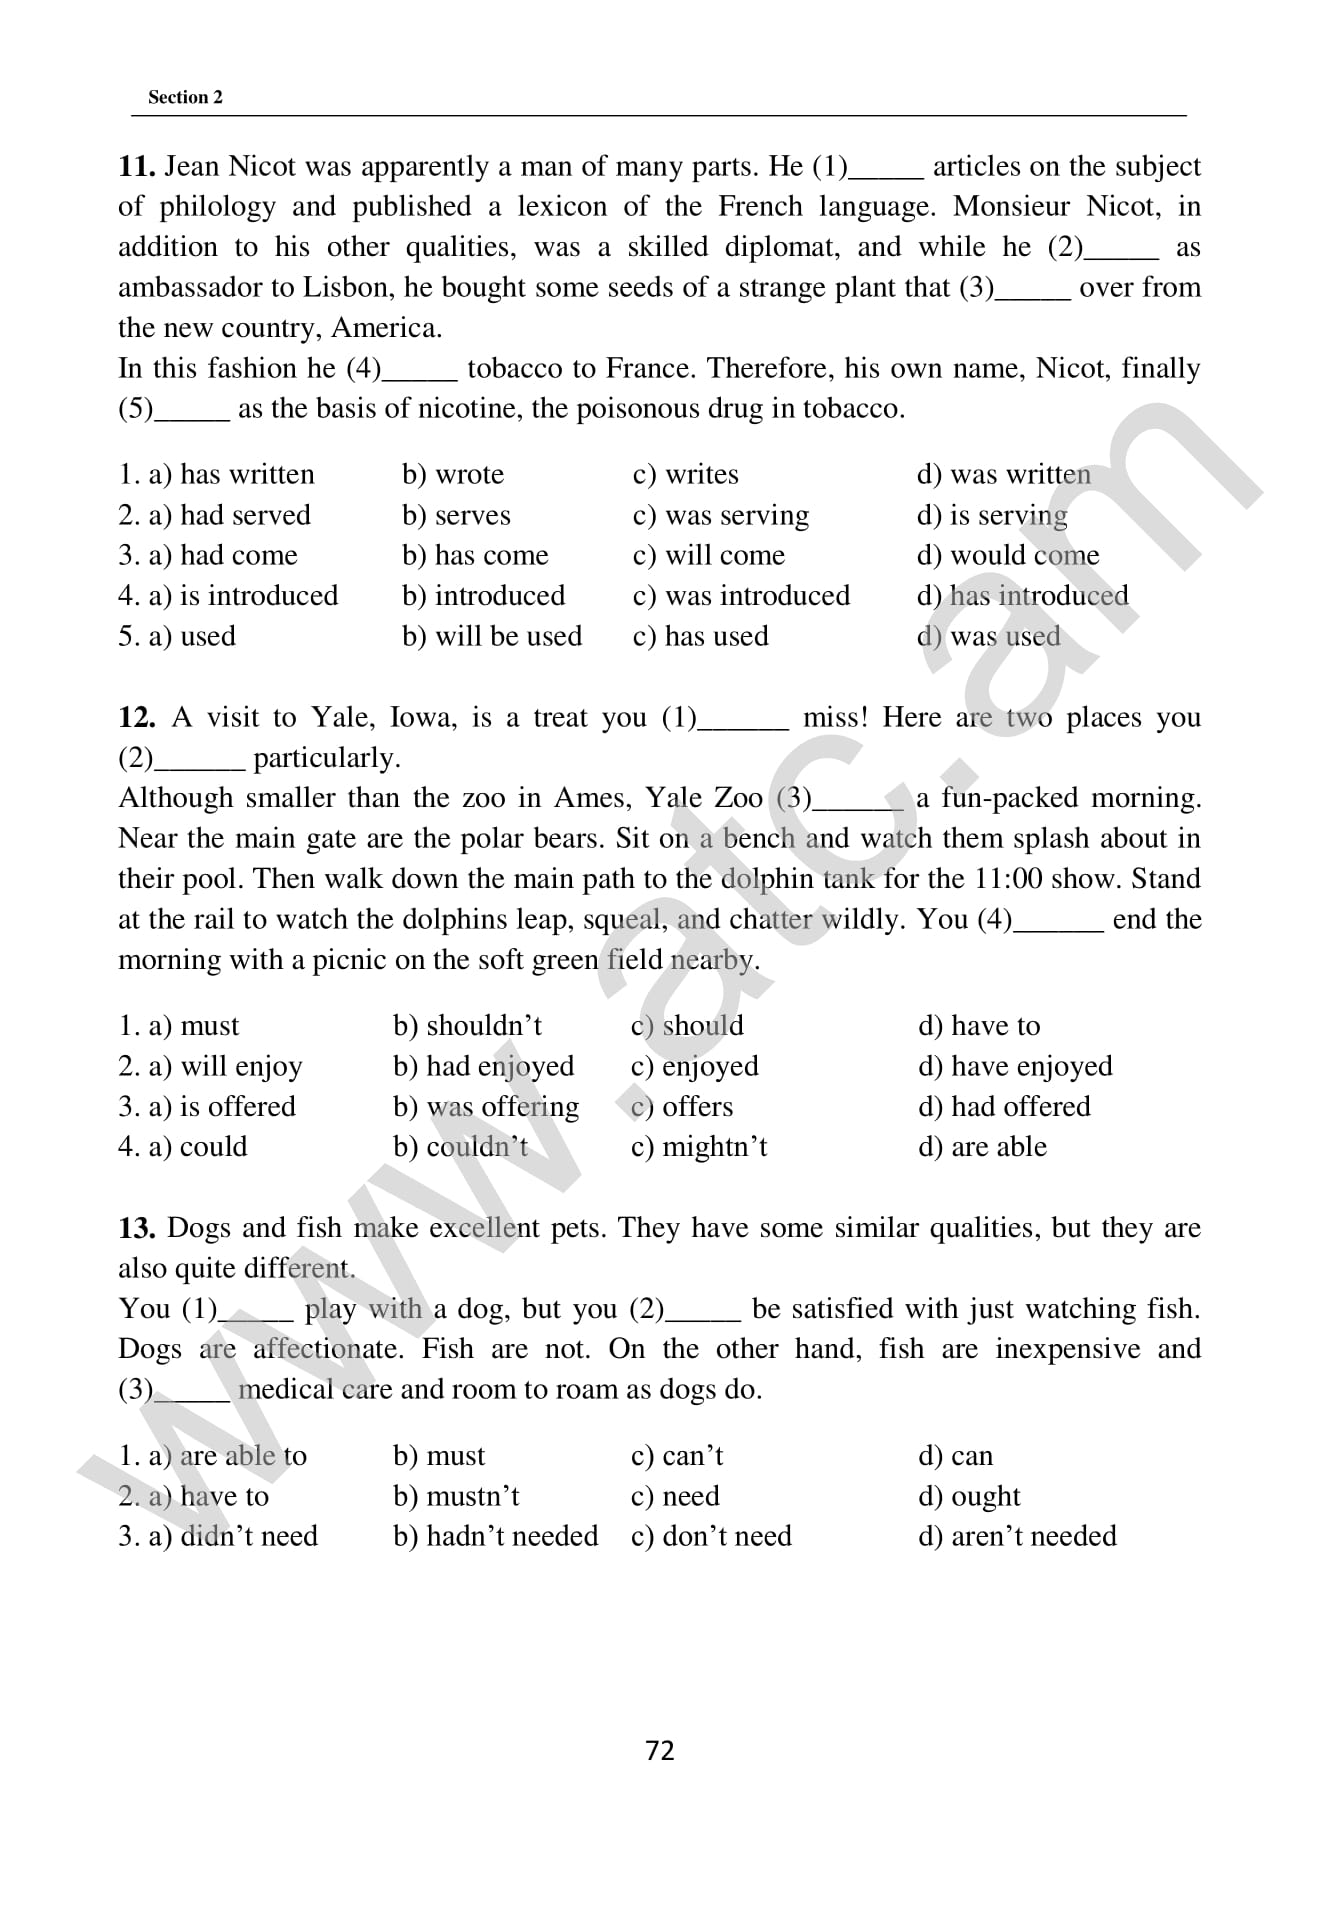 Section 2
11. Jean Nicot was apparently a man of many parts. He (1)_____ articles on the subject
of philology and published a lexicon of the French language. Monsieur Nicot, in
addition to his other qualities, was a skilled diplomat, and while he (2)_____ as
ambassador to Lisbon, he bought some seeds of a strange plant that (3)_____ over from
the new country, America.
In this fashion he (4)_____ tobacco to France. Therefore, his own name, Nicot, finally
(5)_____ as the basis of nicotine, the poisonous drug in tobacco.
1. a) has written b) wrote c) writes d) was written
2. a) had served b) serves c) was serving d) is serving
3. a) had come b) has come c) will come d) would come
4. a) is introduced b) introduced c) was introduced d) has introduced
5. a) used b) will be used c) has used d) was used
12. A visit to Yale, Iowa, is a treat you (1)______ miss! Here are two places you
(2)______ particularly.
Although smaller than the zoo in Ames, Yale Zoo (3)______ a fun-packed morning.
Near the main gate are the polar bears. Sit on a bench and watch them splash about in
their pool. Then walk down the main path to the dolphin tank for the 11:00 show. Stand
at the rail to watch the dolphins leap, squeal, and chatter wildly. You (4)______ end the
morning with a picnic on the soft green field nearby.
1. a) must b) shouldn’t c) should d) have to
2. a) will enjoy b) had enjoyed c) enjoyed d) have enjoyed
3. a) is offered b) was offering c) offers d) had offered
4. a) could b) couldn’t c) mightn’t d) are able
13. Dogs and fish make excellent pets. They have some similar qualities, but they are
also quite different.
You (1)_____ play with a dog, but you (2)_____ be satisfied with just watching fish.
Dogs are affectionate. Fish are not. On the other hand, fish are inexpensive and
(3)_____ medical care and room to roam as dogs do.
1. a) are able to b) must c) can’t d) can
2. a) have to b) mustn’t c) need d) ought
3. a) didn’t need b) hadn’t needed c) don’t need d) aren’t needed
72
www.atc.am